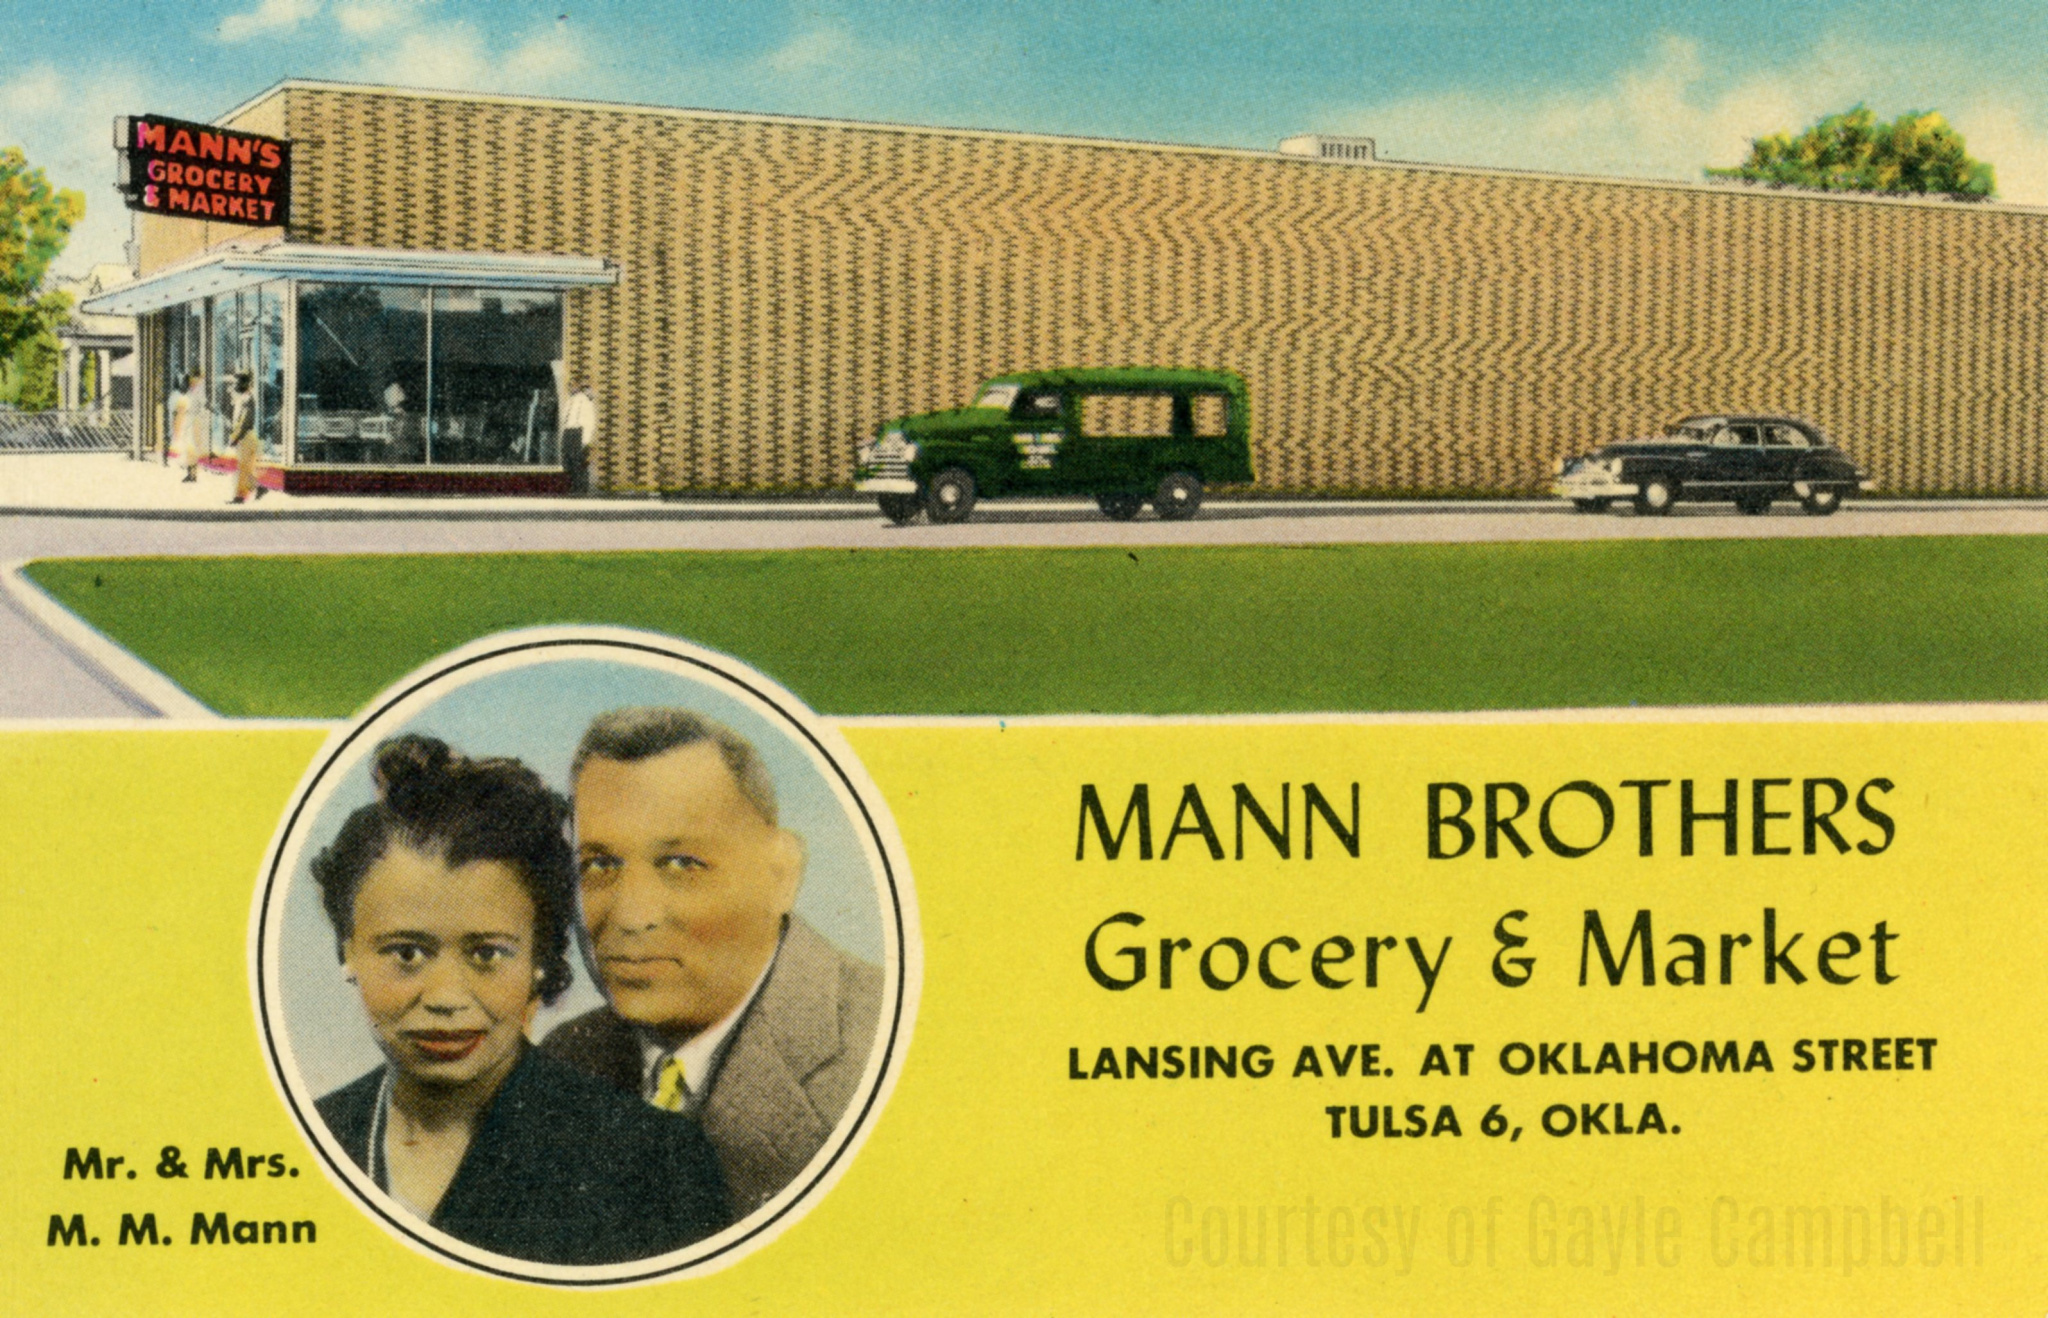 MANN'S
GROCERY
& MARKET
MANN BROTHERS
Grocery & Market
LANSING AVE. AT OKLAHOMA STREET
TULSA 6, OKLA.
Mr. & Mrs.
M. M. Mann
Courtesy of Gayle Campbell